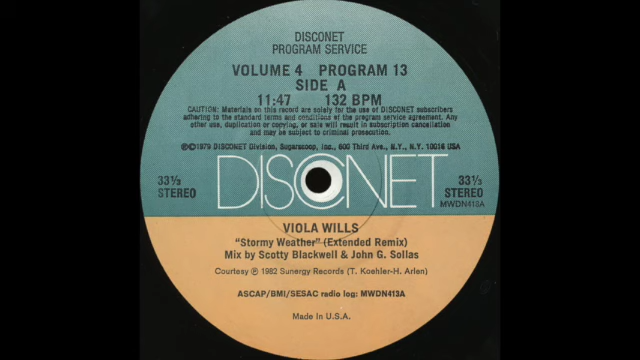 DISCONET
PROGRAM SERVICE
VOLUME 4 PROGRAM 13
SIDE A
11:47 132 BPM
CAUTION: Materials on this record are solely for the use of DISCONET subscribers
adhering to the standard terms and conditions of the program service agreement. Any
other use, duplication or copying, or sale will result in subscription cancellation
and may be subject to criminal prosecution.
℗©1979 DISCONET Division, Sugarscoop, Inc., 600 Third Ave., N.Y., N.Y. 10016 USA
33⅓ STEREO
DISCONET
33⅓ STEREO
MWDN413A
VIOLA WILLS
"Stormy Weather" (Extended Remix)
Mix by Scotty Blackwell & John G. Sollas
Courtesy ℗ 1982 Sunergy Records (T. Koehler-H. Arlen)
ASCAP/BMI/SESAC radio log: MWDN413A
Made in U.S.A.